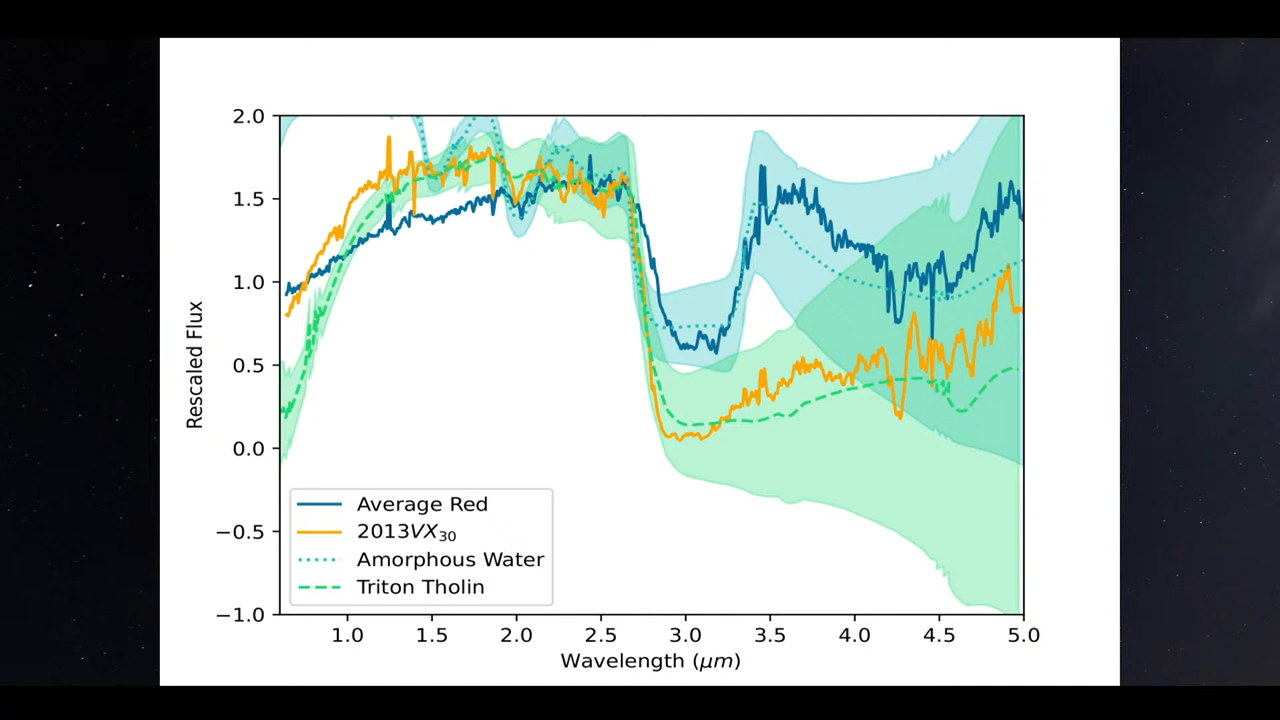 2.0
1.5
1.0
0.5
0.0
−0.5
−1.0
Rescaled Flux
Average Red
2013VX₃₀
Amorphous Water
Triton Tholin
1.0 1.5 2.0 2.5 3.0 3.5 4.0 4.5 5.0
Wavelength (μm)